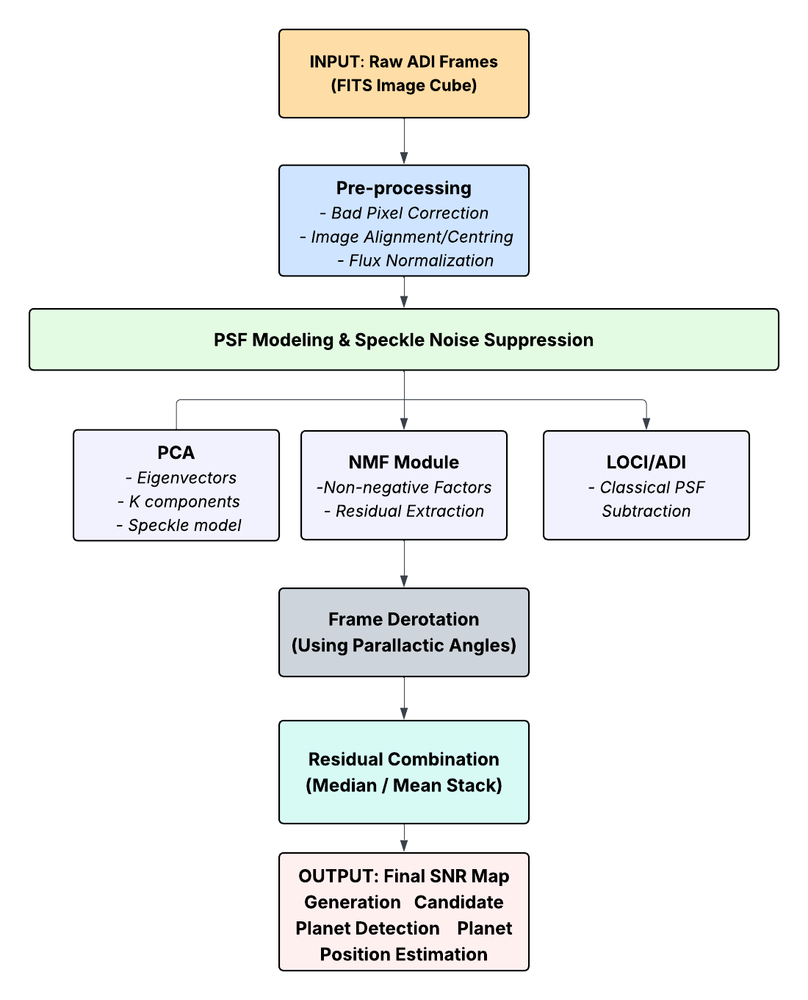 INPUT: Raw ADI Frames
(FITS Image Cube)
Pre-processing
- Bad Pixel Correction
- Image Alignment/Centring
- Flux Normalization
PSF Modeling & Speckle Noise Suppression
PCA
- Eigenvectors
- K components
- Speckle model
NMF Module
-Non-negative Factors
- Residual Extraction
LOCI/ADI
- Classical PSF
Subtraction
Frame Derotation
(Using Parallactic Angles)
Residual Combination
(Median / Mean Stack)
OUTPUT: Final SNR Map
Generation Candidate
Planet Detection Planet
Position Estimation